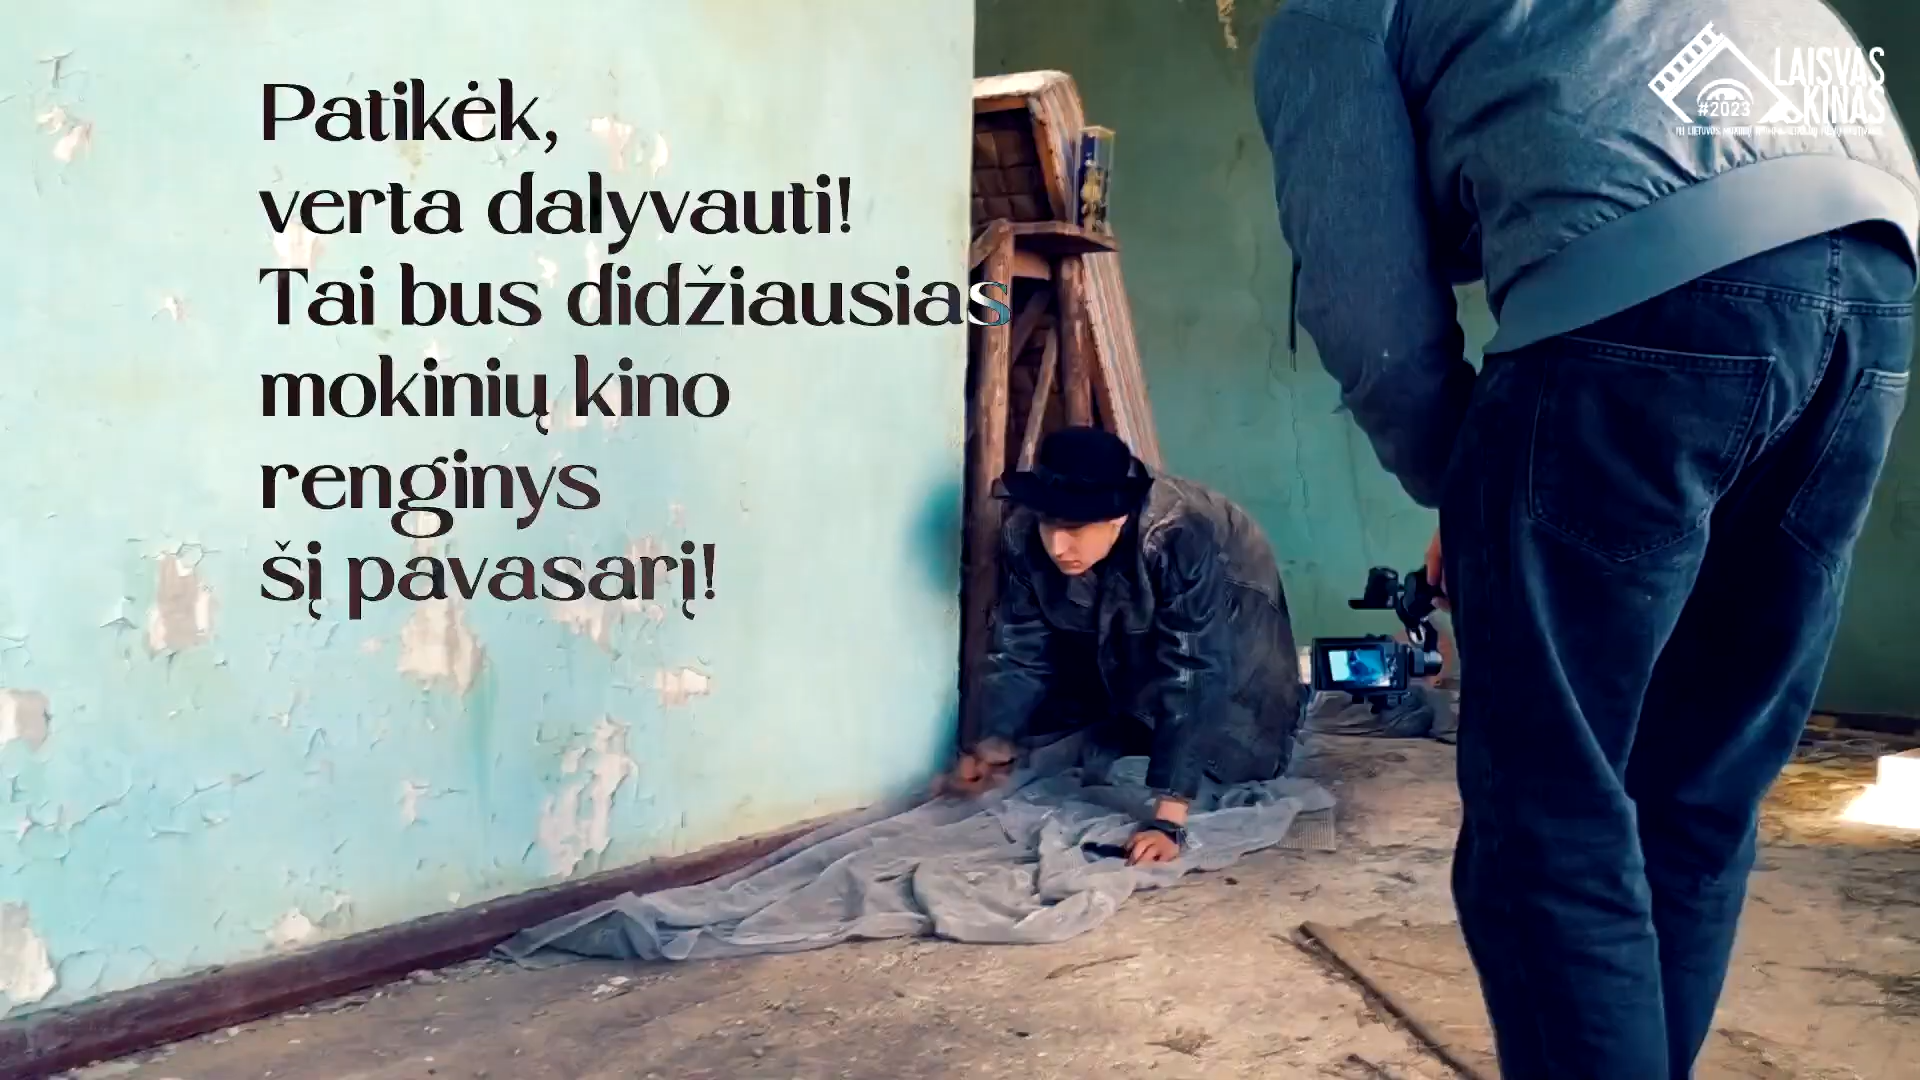 Patikėk,
verta dalyvauti!
Tai bus didžiausias
mokinių kino
renginys
šį pavasarį!
LAISVAS
KINAS
#2023